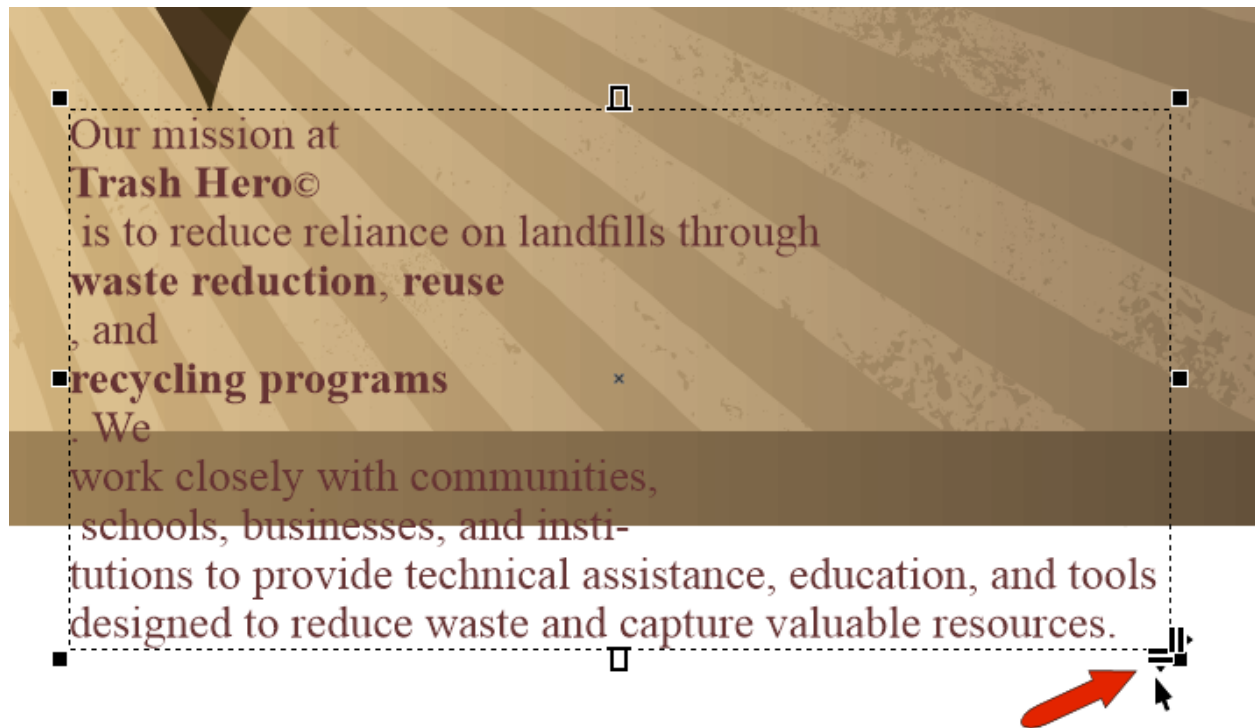 Our mission at
Trash Hero©
is to reduce reliance on landfills through
waste reduction, reuse
, and
recycling programs
. We
work closely with communities,
schools, businesses, and insti-
tutions to provide technical assistance, education, and tools
designed to reduce waste and capture valuable resources.